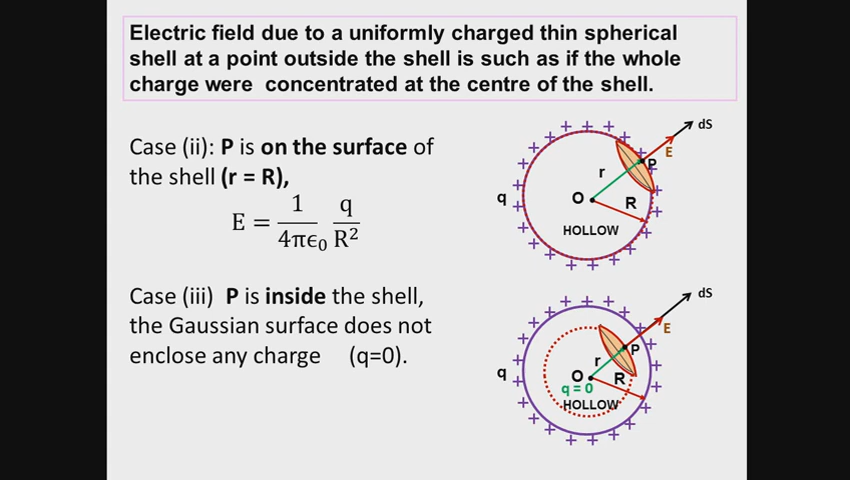 Electric field due to a uniformly charged thin spherical
shell at a point outside the shell is such as if the whole
charge were concentrated at the centre of the shell.
Case (ii): P is on the surface of
the shell (r = R),
E = 1/4πϵ₀ q/R²
Case (iii) P is inside the shell,
the Gaussian surface does not
enclose any charge (q=0).
dS
E
P
r
q
O
R
HOLLOW
dS
E
P
r
q
O
R
q = 0
HOLLOW